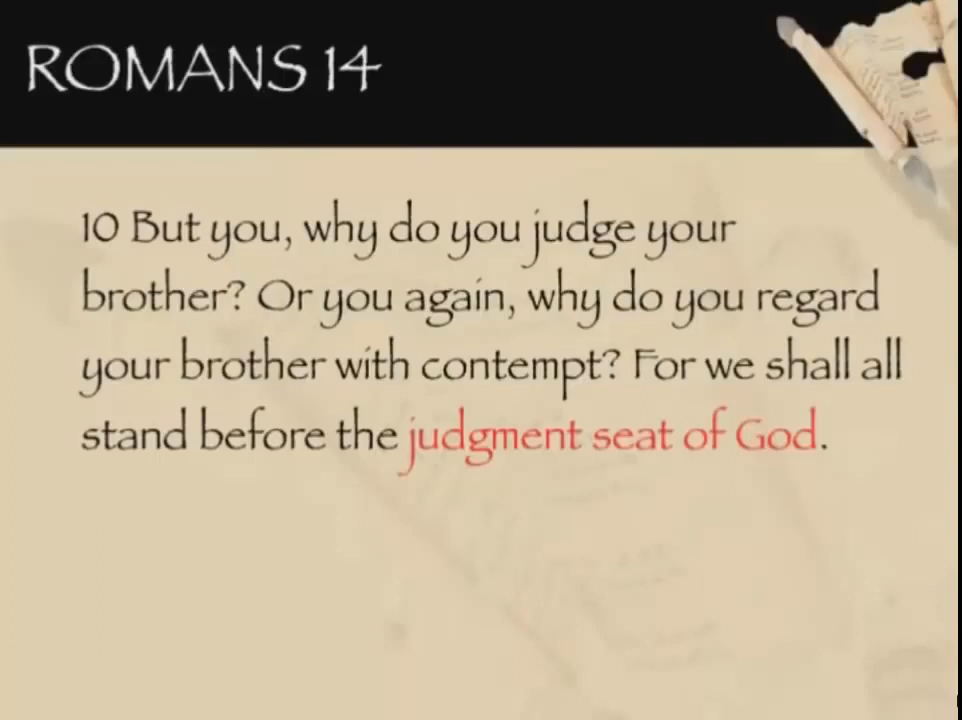 ROMANS 14
10 But you, why do you judge your
brother? Or you again, why do you regard
your brother with contempt? For we shall all
stand before the judgment seat of God.